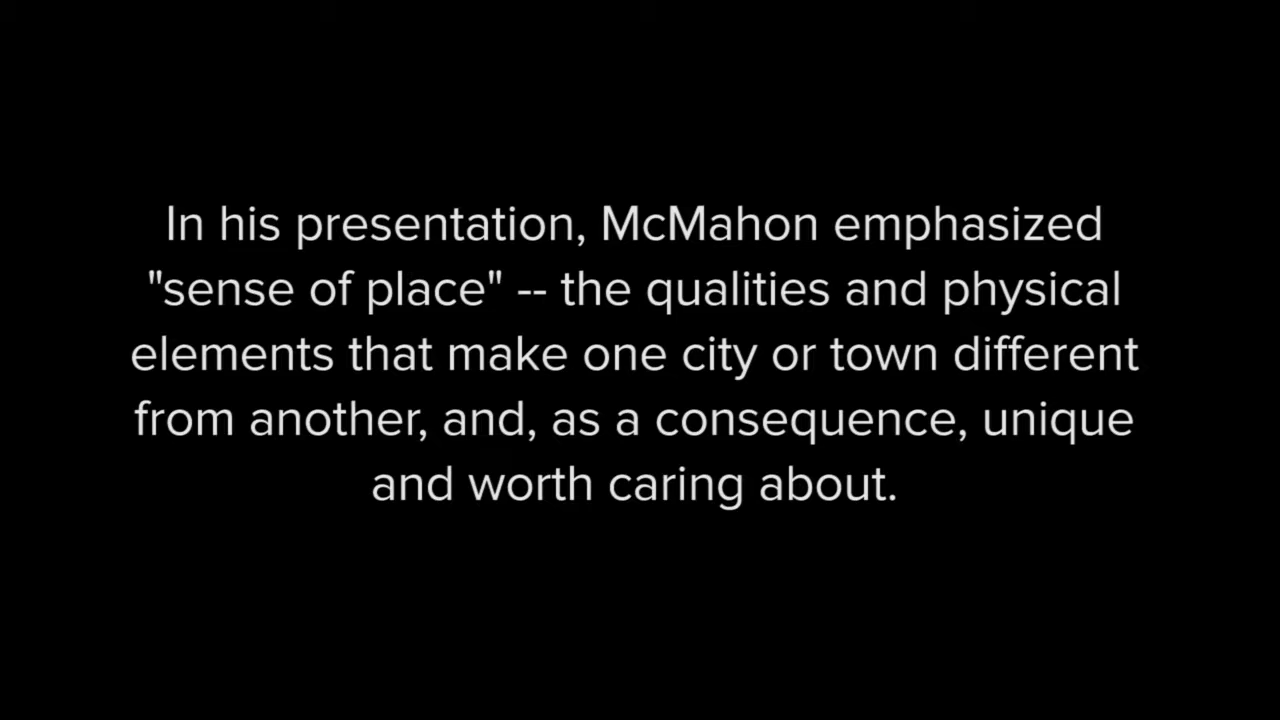 In his presentation, McMahon emphasized
"sense of place" -- the qualities and physical
elements that make one city or town different
from another, and, as a consequence, unique
and worth caring about.